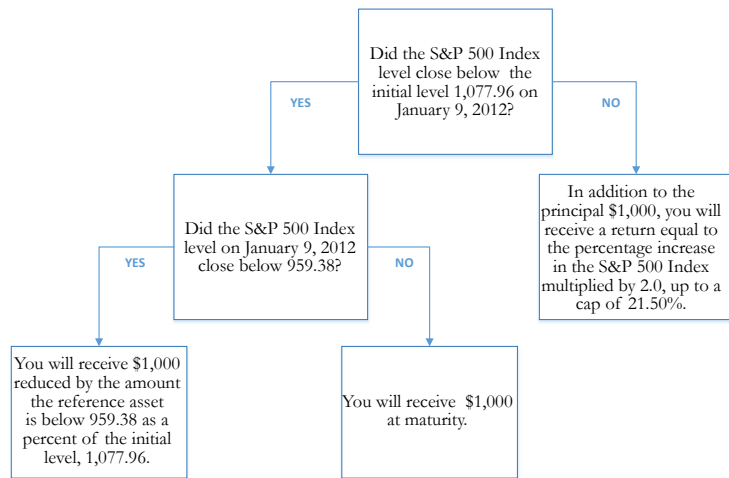 Did the S&P 500 Index
level close below the
initial level 1,077.96 on
January 9, 2012?
YES
NO
Did the S&P 500 Index
level on January 9, 2012
close below 959.38?
In addition to the
principal $1,000, you will
receive a return equal to
the percentage increase
in the S&P 500 Index
multiplied by 2.0, up to a
cap of 21.50%.
YES
NO
You will receive $1,000
reduced by the amount
the reference asset
is below 959.38 as a
percent of the initial
level, 1,077.96.
You will receive $1,000
at maturity.